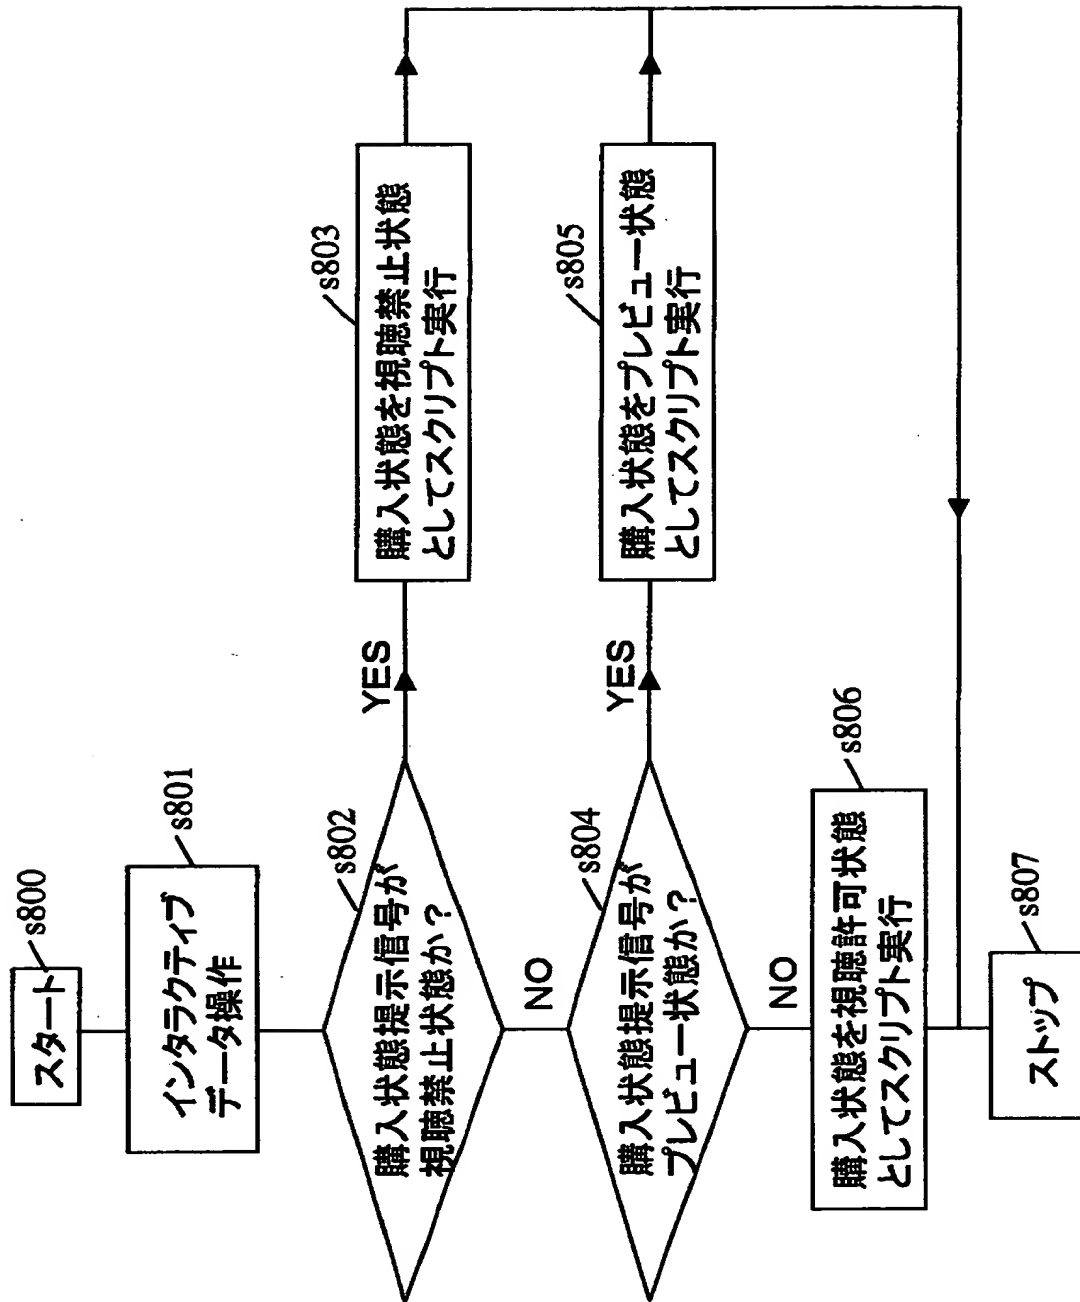 スタート
s800
インタラクティブ
データ操作
s801
購入状態提示信号が
視聴禁止状態か？
s802
YES
購入状態を視聴禁止状態
としてスクリプト実行
s803
NO
購入状態提示信号が
プレビュー状態か？
s804
YES
購入状態をプレビュー状態
としてスクリプト実行
s805
NO
購入状態を視聴許可状態
としてスクリプト実行
s806
ストップ
s807